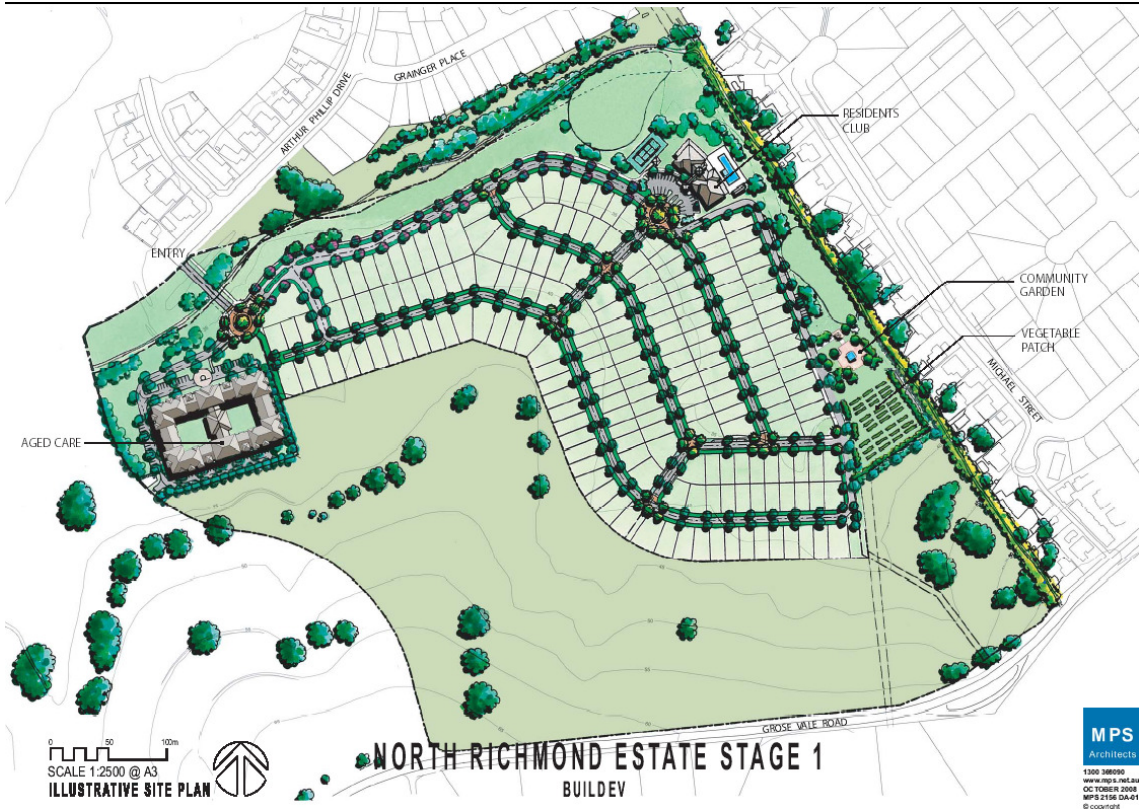 GRAINGER PLACE
ARTHUR PHILLIP DRIVE
RESIDENTS
CLUB
ENTRY
COMMUNITY
GARDEN
VEGETABLE
PATCH
MICHAEL STREET
P
AGED CARE
GROSE VALE ROAD
0 50 100m
SCALE 1:2500 @ A3
ILLUSTRATIVE SITE PLAN
NORTH RICHMOND ESTATE STAGE 1
BUILDEV
MPS
Architects
1300 368090
www.mps.net.au
OCTOBER 2008
MPS 2156 DA-01
© copyright